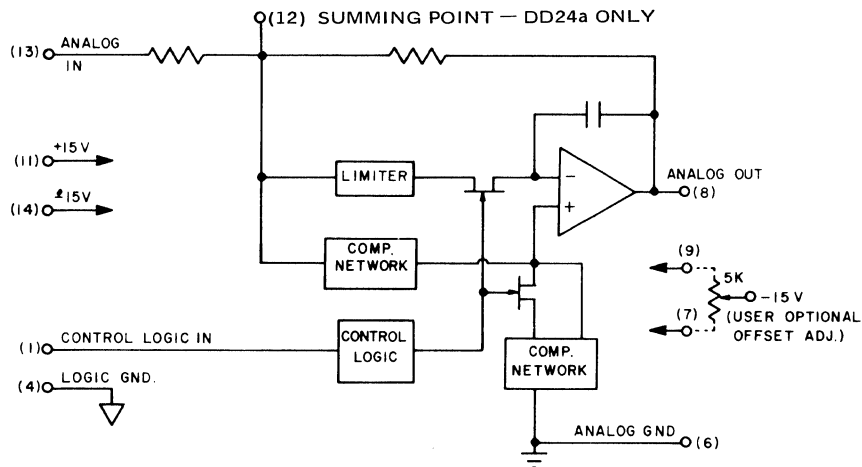 (12) SUMMING POINT — DD24a ONLY
(13) ANALOG
IN
+15V
(11)
LIMITER
−
+
ANALOG OUT
(8)
15V
(14)
COMP.
NETWORK
(9)
5K
−15V
(7)
(USER OPTIONAL
OFFSET ADJ.)
CONTROL LOGIC IN
(1)
CONTROL
LOGIC
COMP.
NETWORK
(4) LOGIC GND.
ANALOG GND
(6)